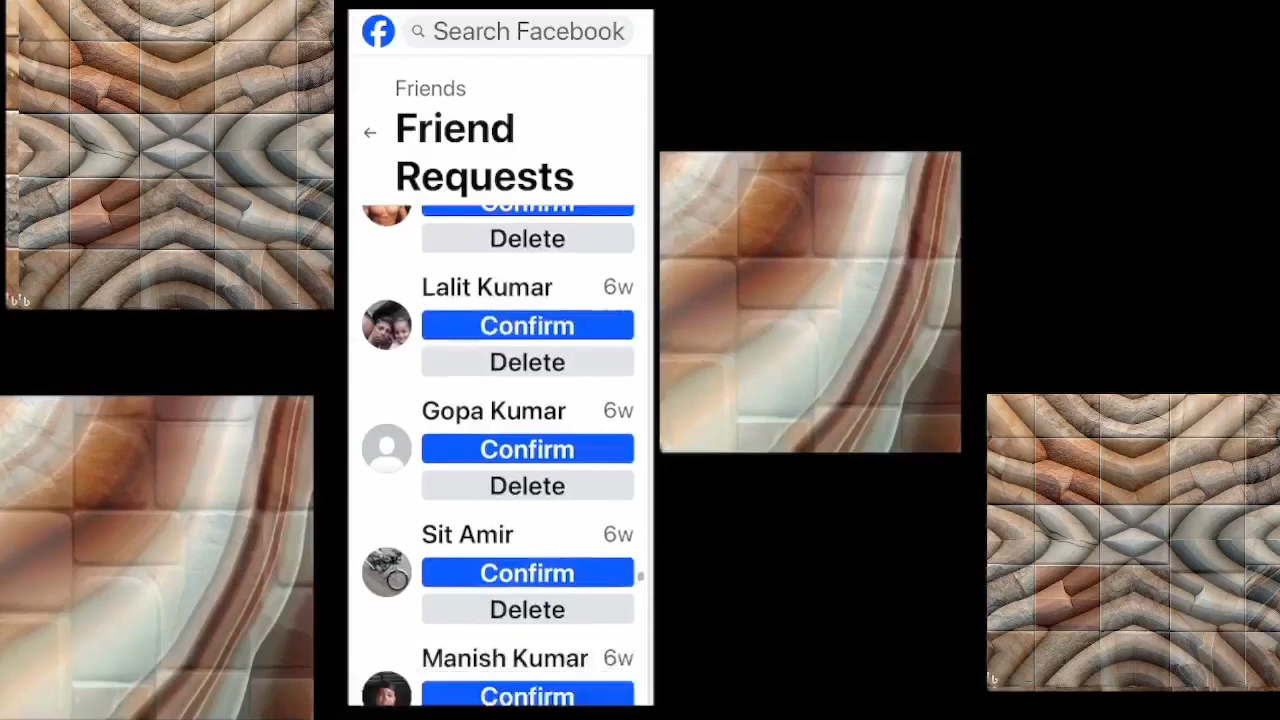 Search Facebook
Friends
Friend
Requests
Confirm
Delete
Lalit Kumar 6w
Confirm
Delete
Gopa Kumar 6w
Confirm
Delete
Sit Amir 6w
Confirm
Delete
Manish Kumar 6w
Confirm